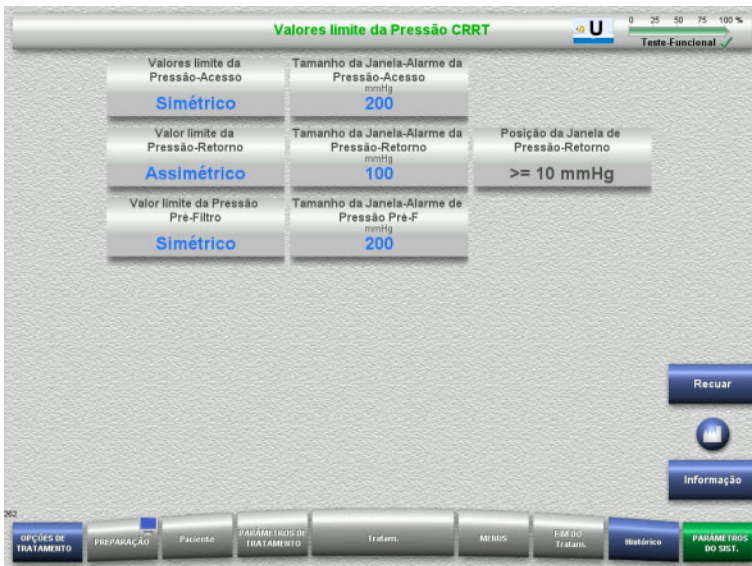 Valores limite da Pressão CRRT
U
0 25 50 75 100 %
Teste-Funcional
Valores limite da
Pressão-Acesso
Simétrico
Tamanho da Janela-Alarme da
Pressão-Acesso
mmHg
200
Valor limite da
Pressão-Retorno
Assimétrico
Tamanho da Janela-Alarme da
Pressão-Retorno
mmHg
100
Posição da Janela de
Pressão-Retorno
>= 10 mmHg
Valor limite da Pressão
Pré-Filtro
Simétrico
Tamanho da Janela-Alarme de
Pressão Pré-F
mmHg
200
Recuar
Informação
262
OPÇÕES DE
TRATAMENTO
PREPARAÇÃO
Paciente
PARÂMETROS DE
TRATAMENTO
Tratam.
MENUS
FIM DO
Tratam.
Histórico
PARÂMETROS
DO SIST.